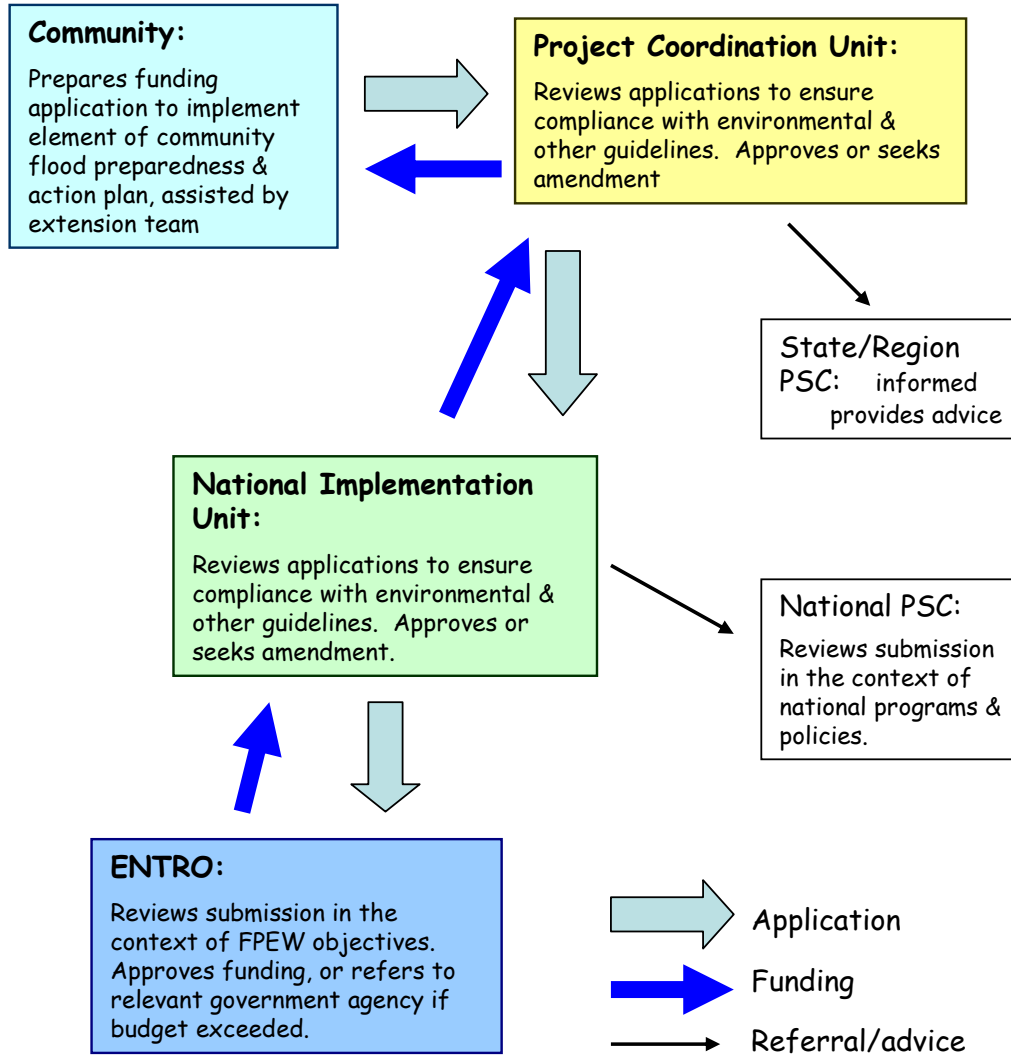 Community:
Prepares funding
application to implement
element of community
flood preparedness &
action plan, assisted by
extension team
Project Coordination Unit:
Reviews applications to ensure
compliance with environmental &
other guidelines. Approves or seeks
amendment
State/Region
PSC: informed
provides advice
National Implementation
Unit:
Reviews applications to ensure
compliance with environmental &
other guidelines. Approves or
seeks amendment.
National PSC:
Reviews submission
in the context of
national programs &
policies.
ENTRO:
Reviews submission in the
context of FPEW objectives.
Approves funding, or refers to
relevant government agency if
budget exceeded.
Application
Funding
Referral/advice